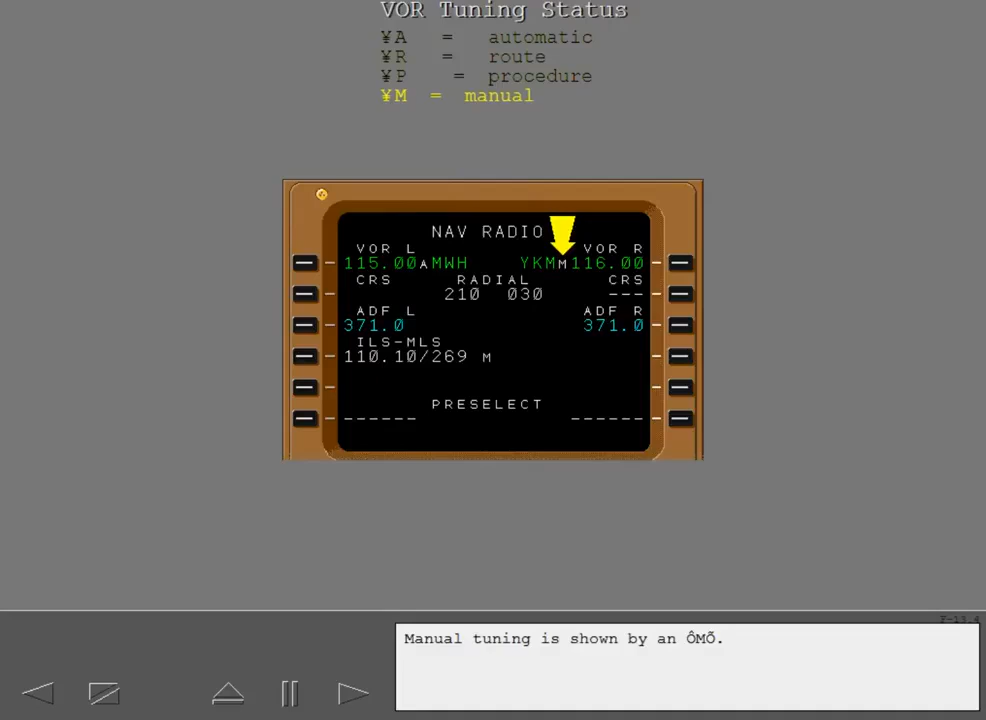 VOR Tuning Status
¥A = automatic
¥R = route
¥P = procedure
¥M = manual
NAV RADIO
VOR L VOR R
115.00AMWH YKMM116.00
CRS RADIAL CRS
210 030 ---
ADF L ADF R
371.0 371.0
ILS-MLS
110.10/269 M
PRESELECT
------ ------
Manual tuning is shown by an ÔMÕ.